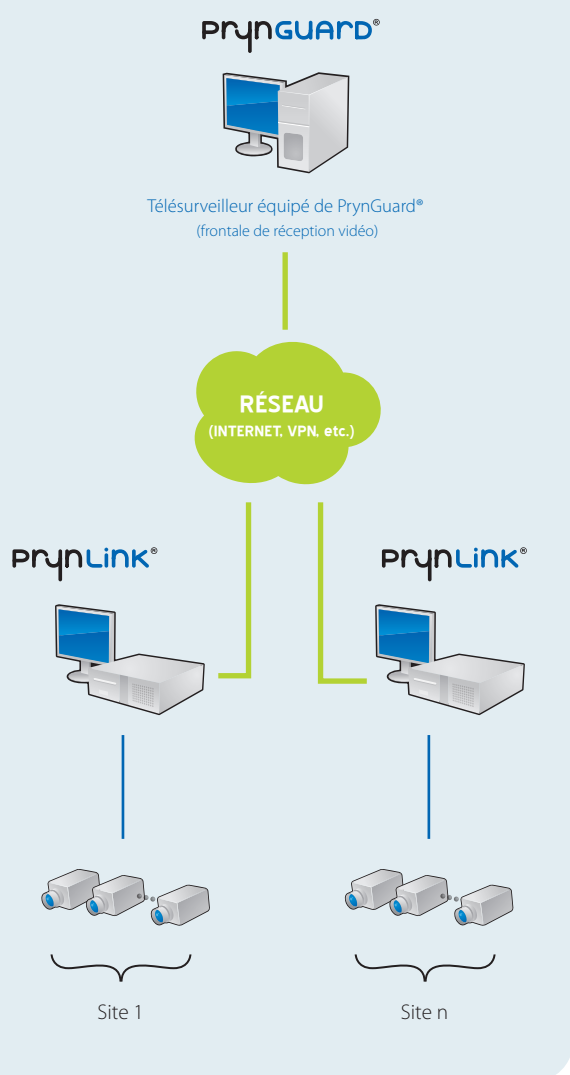 PrynGUARD®
Télésurveilleur équipé de PrynGuard®
(frontale de réception vidéo)
RÉSEAU
(INTERNET, VPN, etc.)
PrynLink®
PrynLink®
Site 1
Site n